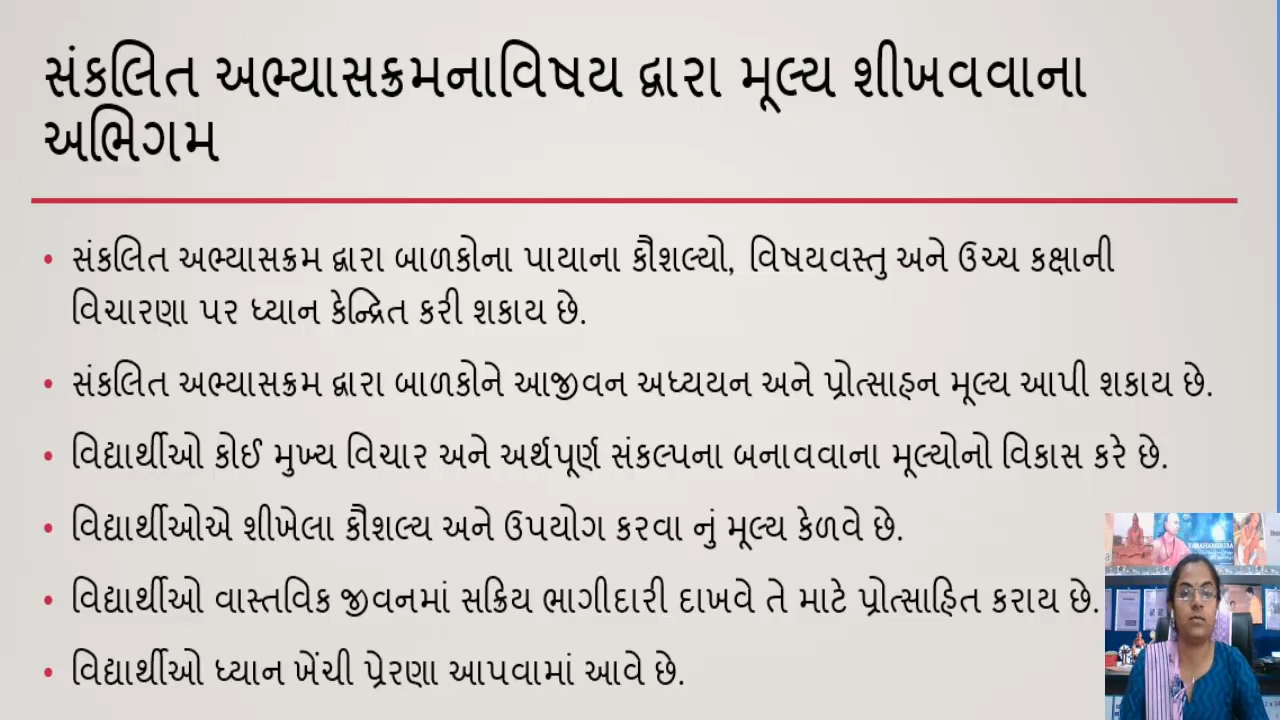 સંકલિત અભ્યાસક્રમનાવિષય દ્વારા મૂલ્ય શીખવવાના
અભિગમ
• સંકલિત અભ્યાસક્રમ દ્વારા બાળકોના પાયાના કૌશલ્યો, વિષયવસ્તુ અને ઉચ્ચ કક્ષાની
વિચારણા પર ધ્યાન કેન્દ્રિત કરી શકાય છે.
• સંકલિત અભ્યાસક્રમ દ્વારા બાળકોને આજીવન અધ્યયન અને પ્રોત્સાહન મૂલ્ય આપી શકાય છે.
• વિદ્યાર્થીઓ કોઈ મુખ્ય વિચાર અને અર્થપૂર્ણ સંકલ્પના બનાવવાના મૂલ્યોનો વિકાસ કરે છે.
• વિદ્યાર્થીઓએ શીખેલા કૌશલ્ય અને ઉપયોગ કરવા નું મૂલ્ય કેળવે છે.
• વિદ્યાર્થીઓ વાસ્તવિક જીવનમાં સક્રિય ભાગીદારી દાખવે તે માટે પ્રોત્સાહિત કરાય છે.
• વિદ્યાર્થીઓ ધ્યાન ખેંચી પ્રેરણા આપવામાં આવે છે.
VARAHAMIHIRA